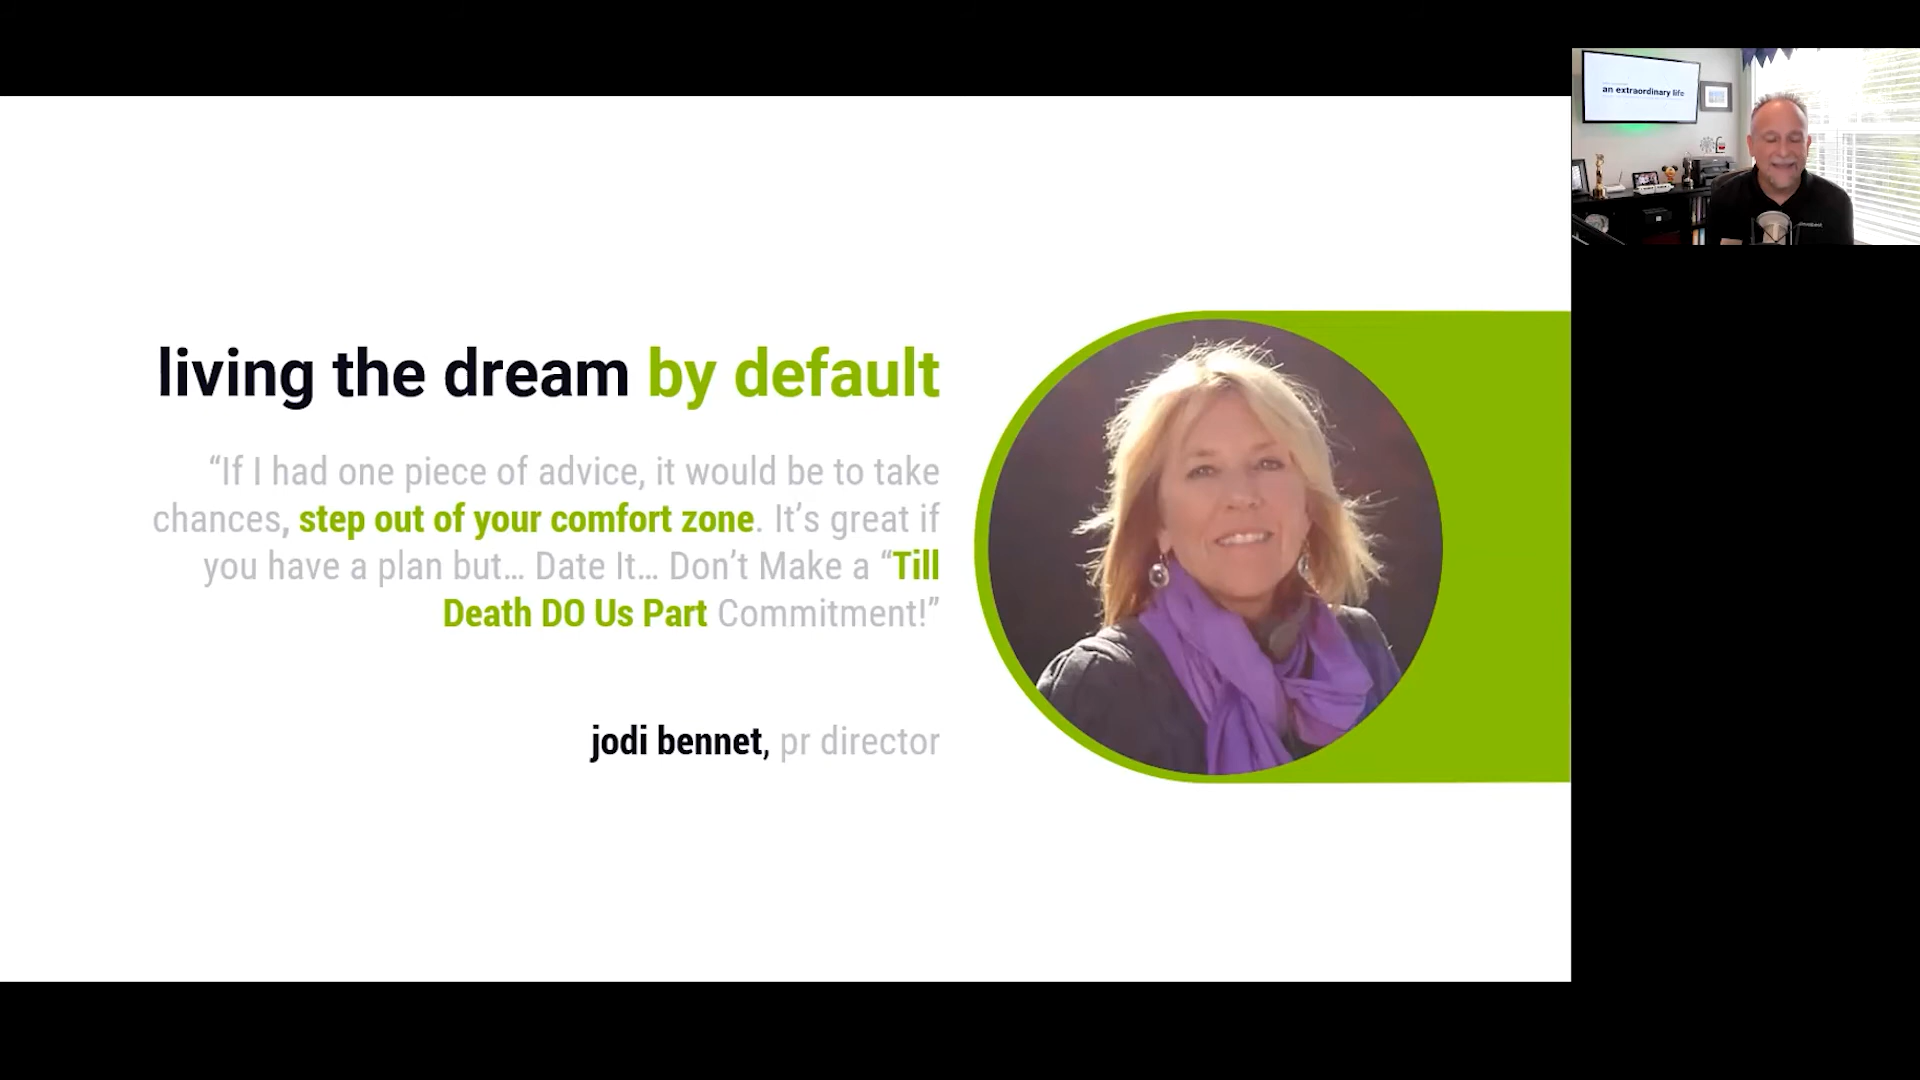 living the dream by default
“If I had one piece of advice, it would be to take
chances, step out of your comfort zone. It’s great if
you have a plan but… Date It… Don’t Make a “Till
Death DO Us Part Commitment!”
jodi bennet, pr director
an extraordinary life